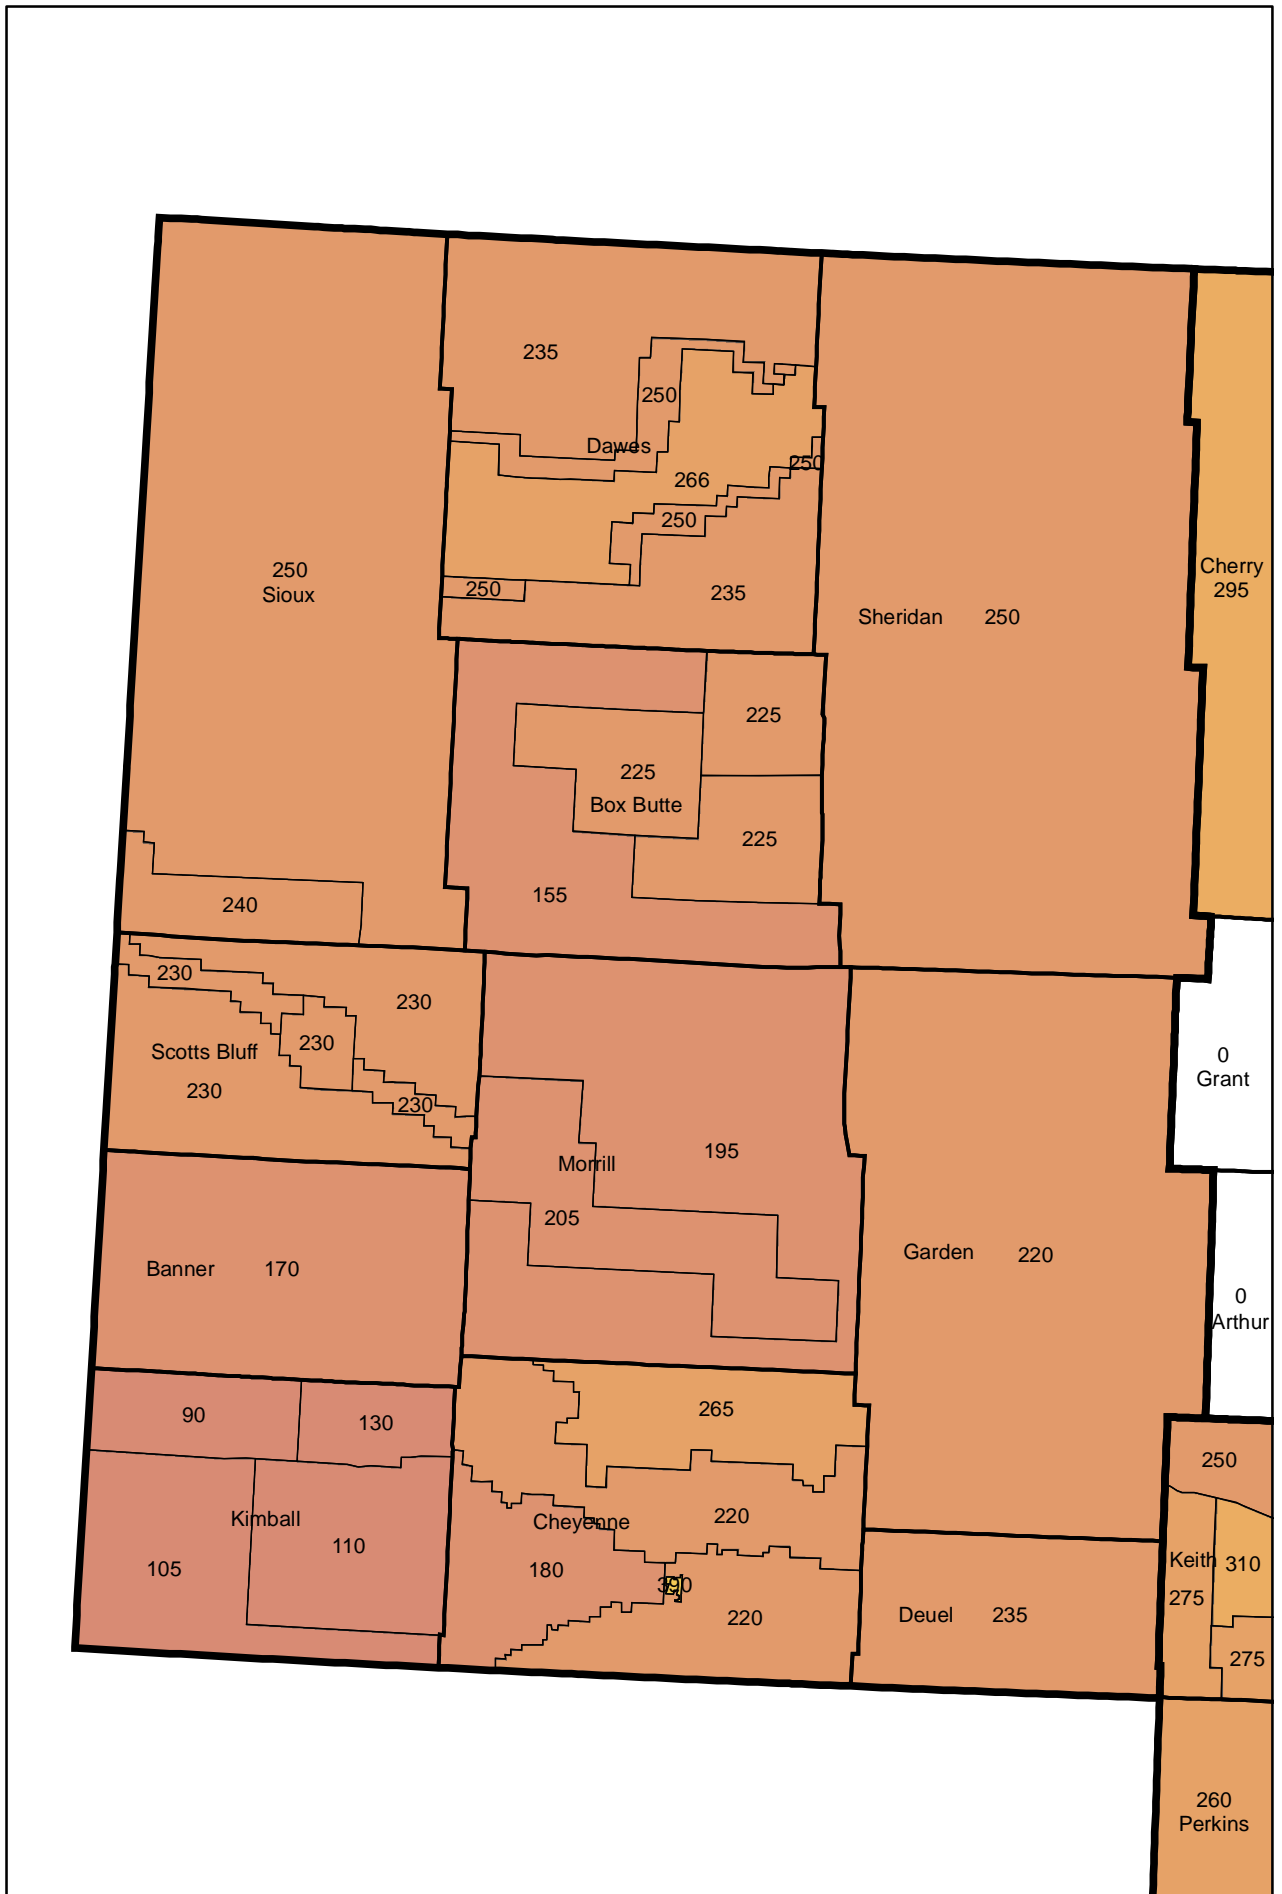 235
250
Dawes
250
266
250
250
235
250
Sioux
Sheridan 250
Cherry
295
225
225
Box Butte
225
155
240
230
230
230
Scotts Bluff
230
230
0
Grant
195
Morrill
205
Garden 220
Banner 170
0
Arthur
90
130
265
250
Kimball
110
105
Cheyenne
220
180
390
220
Deuel 235
Keith
310
275
275
260
Perkins